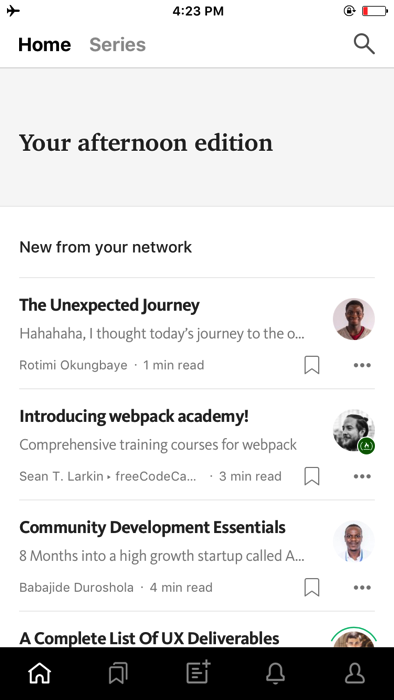 4:23 PM
Home Series
Your afternoon edition
New from your network
The Unexpected Journey
Hahahaha, I thought today's journey to the o...
Rotimi Okungbaye · 1 min read
Introducing webpack academy!
Comprehensive training courses for webpack
Sean T. Larkin ▸ freeCodeCa... · 3 min read
Community Development Essentials
8 Months into a high growth startup called A...
Babajide Duroshola · 4 min read
A Complete List Of UX Deliverables